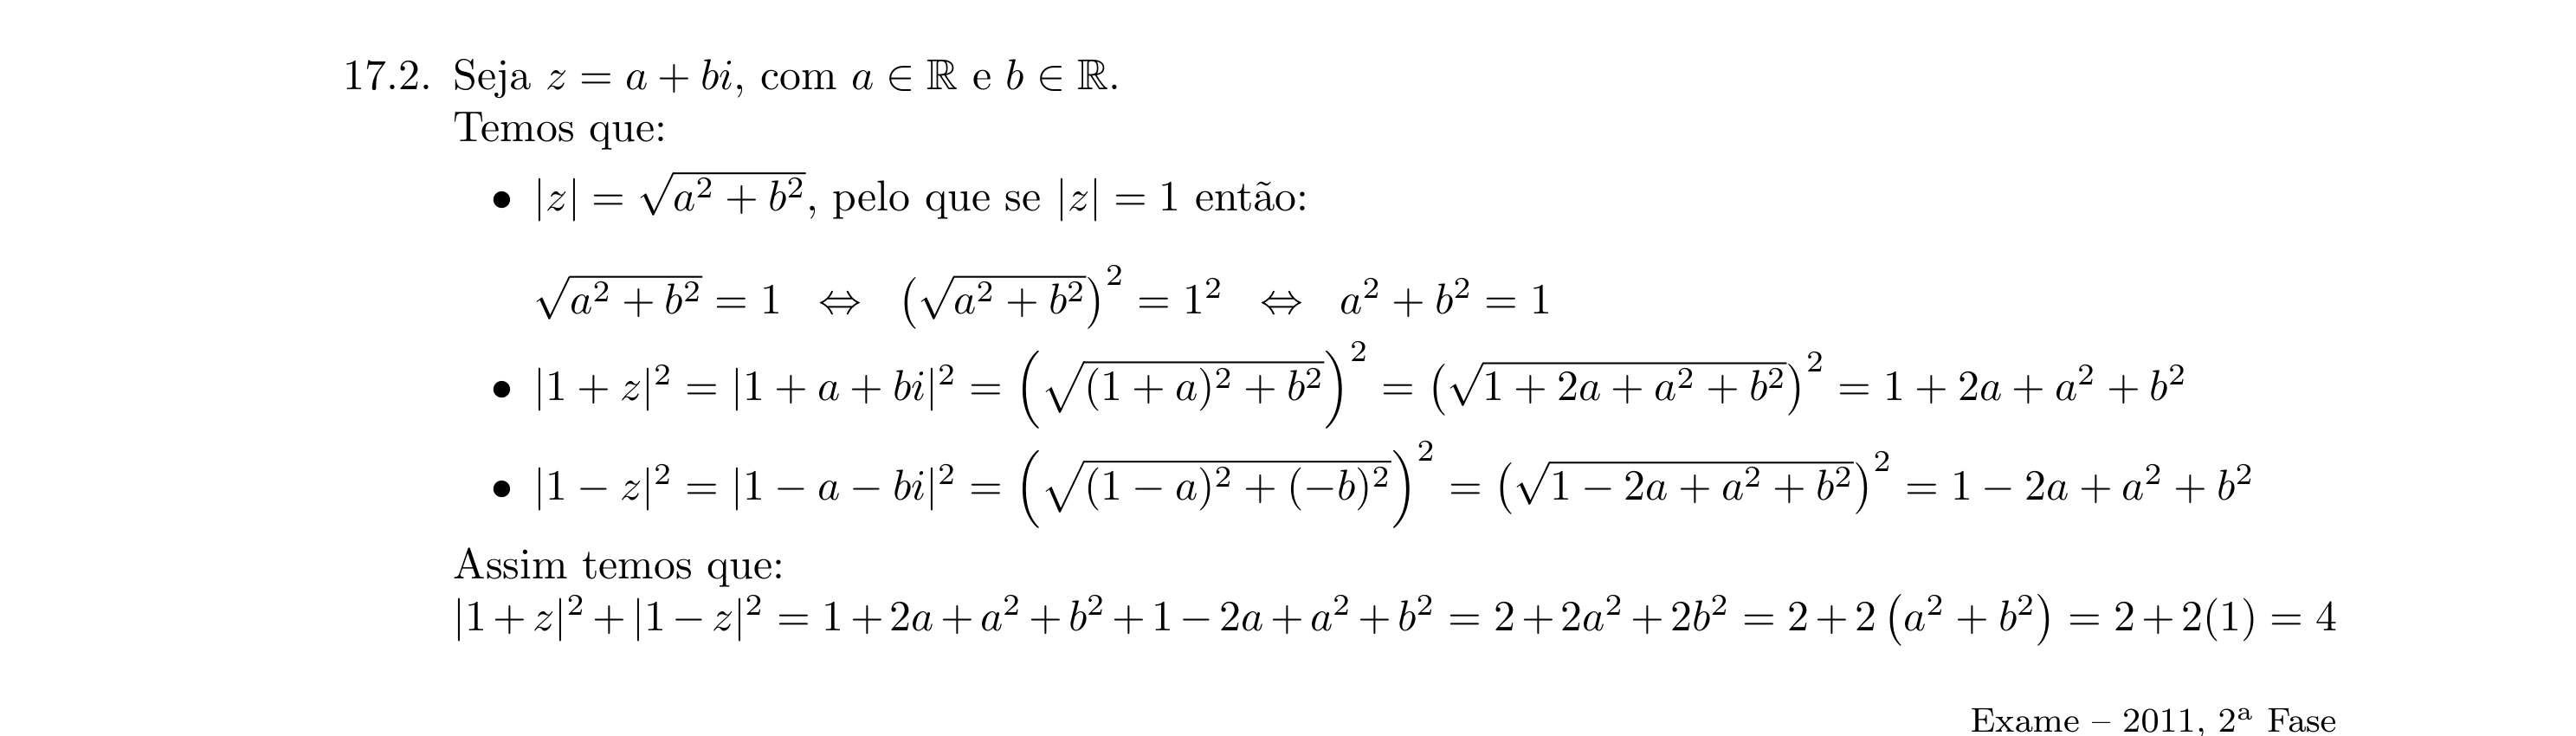 17.2. Seja z = a + bi, com a ∈ ℝ e b ∈ ℝ.
Temos que:
• |z| = √(a² + b²), pelo que se |z| = 1 então:
√(a² + b²) = 1 ⇔ (√(a² + b²))² = 1² ⇔ a² + b² = 1
• |1 + z|² = |1 + a + bi|² = (√((1 + a)² + b²))² = (√(1 + 2a + a² + b²))² = 1 + 2a + a² + b²
• |1 − z|² = |1 − a − bi|² = (√((1 − a)² + (−b)²))² = (√(1 − 2a + a² + b²))² = 1 − 2a + a² + b²
Assim temos que:
|1 + z|² + |1 − z|² = 1 + 2a + a² + b² + 1 − 2a + a² + b² = 2 + 2a² + 2b² = 2 + 2 (a² + b²) = 2 + 2(1) = 4
Exame – 2011, 2ª Fase